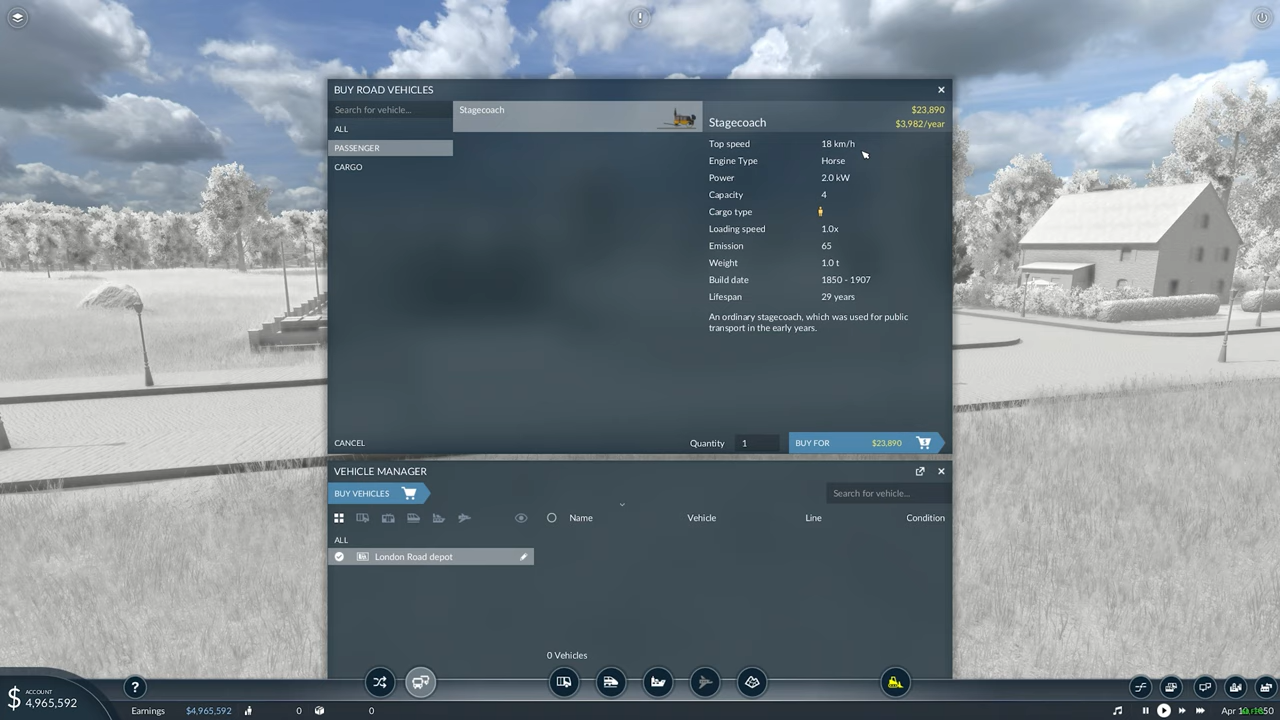 BUY ROAD VEHICLES
Search for vehicle...
ALL
PASSENGER
CARGO
Stagecoach
Stagecoach
$23,890
$3,982/year
Top speed 18 km/h
Engine Type Horse
Power 2.0 kW
Capacity 4
Cargo type
Loading speed 1.0x
Emission 65
Weight 1.0 t
Build date 1850 - 1907
Lifespan 29 years
An ordinary stagecoach, which was used for public
transport in the early years.
CANCEL
Quantity 1
BUY FOR $23,890
VEHICLE MANAGER
BUY VEHICLES
Search for vehicle...
Name Vehicle Line Condition
ALL
London Road depot
0 Vehicles
$ ACCOUNT
4,965,592
?
Earnings $4,965,592 0 0